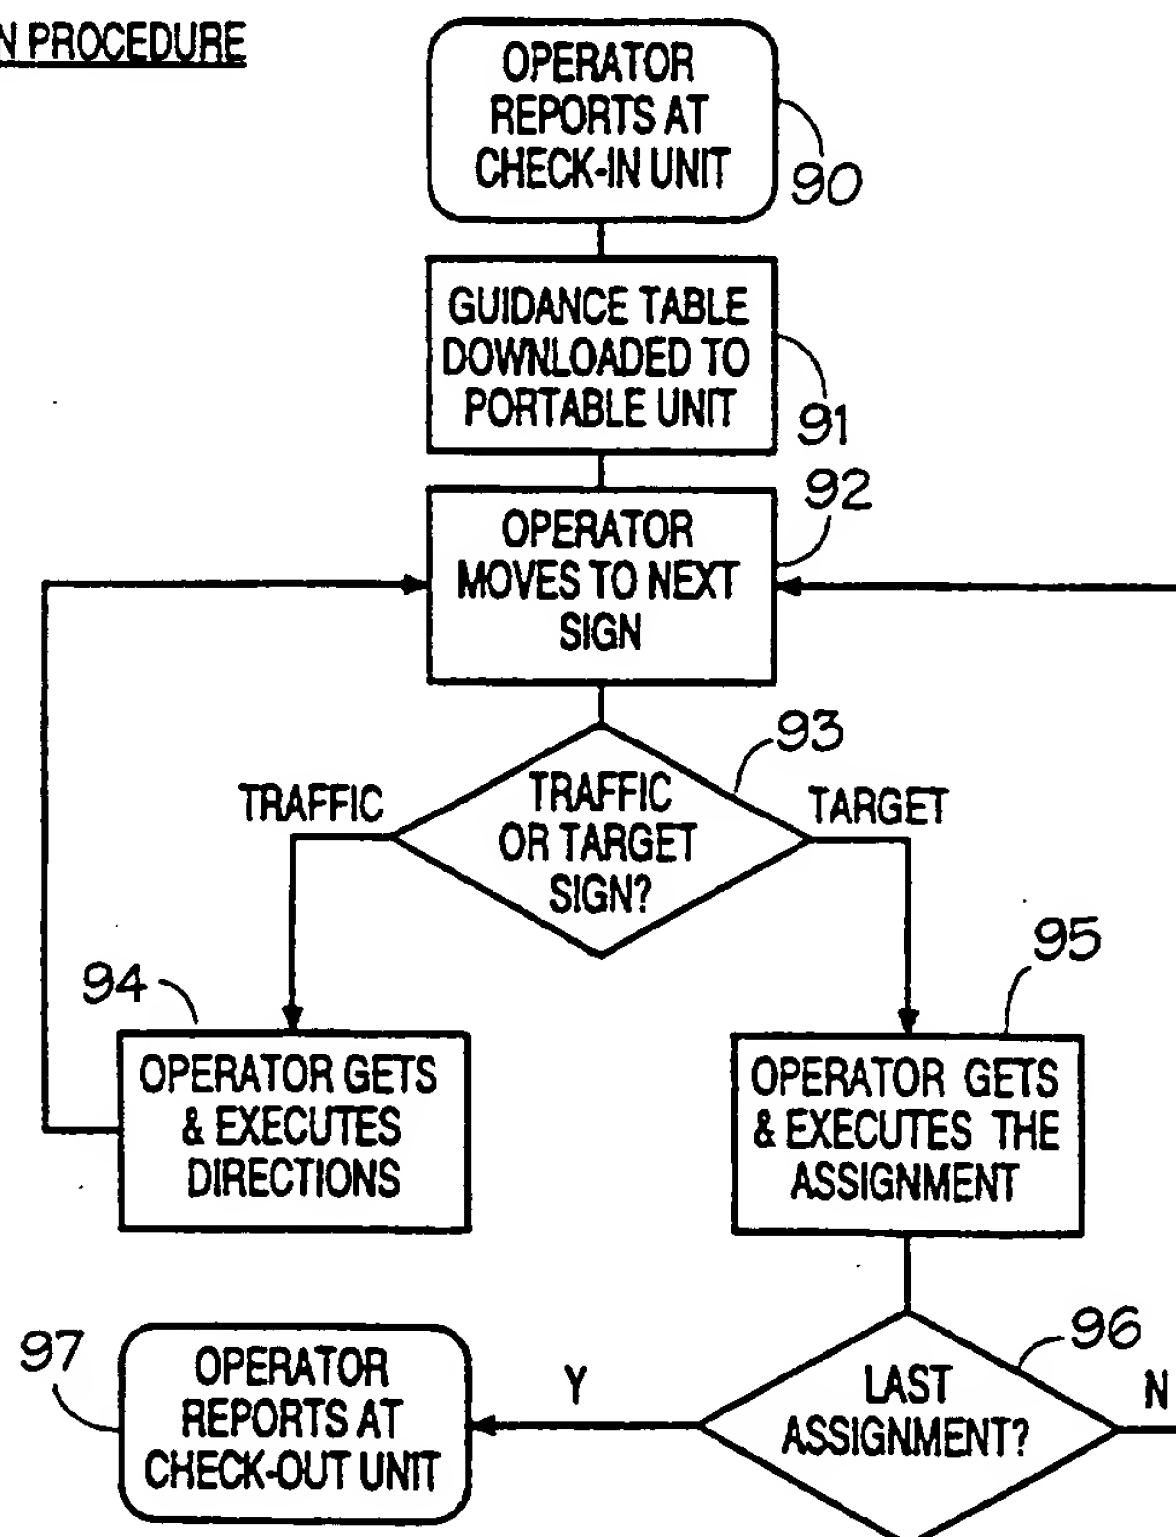 N PROCEDURE
OPERATOR
REPORTS AT
CHECK-IN UNIT
90
GUIDANCE TABLE
DOWNLOADED TO
PORTABLE UNIT
91
92
OPERATOR
MOVES TO NEXT
SIGN
93
TRAFFIC
TRAFFIC
OR TARGET
SIGN?
TARGET
94
OPERATOR GETS
& EXECUTES
DIRECTIONS
95
OPERATOR GETS
& EXECUTES THE
ASSIGNMENT
96
LAST
ASSIGNMENT?
N
Y
97
OPERATOR
REPORTS AT
CHECK-OUT UNIT